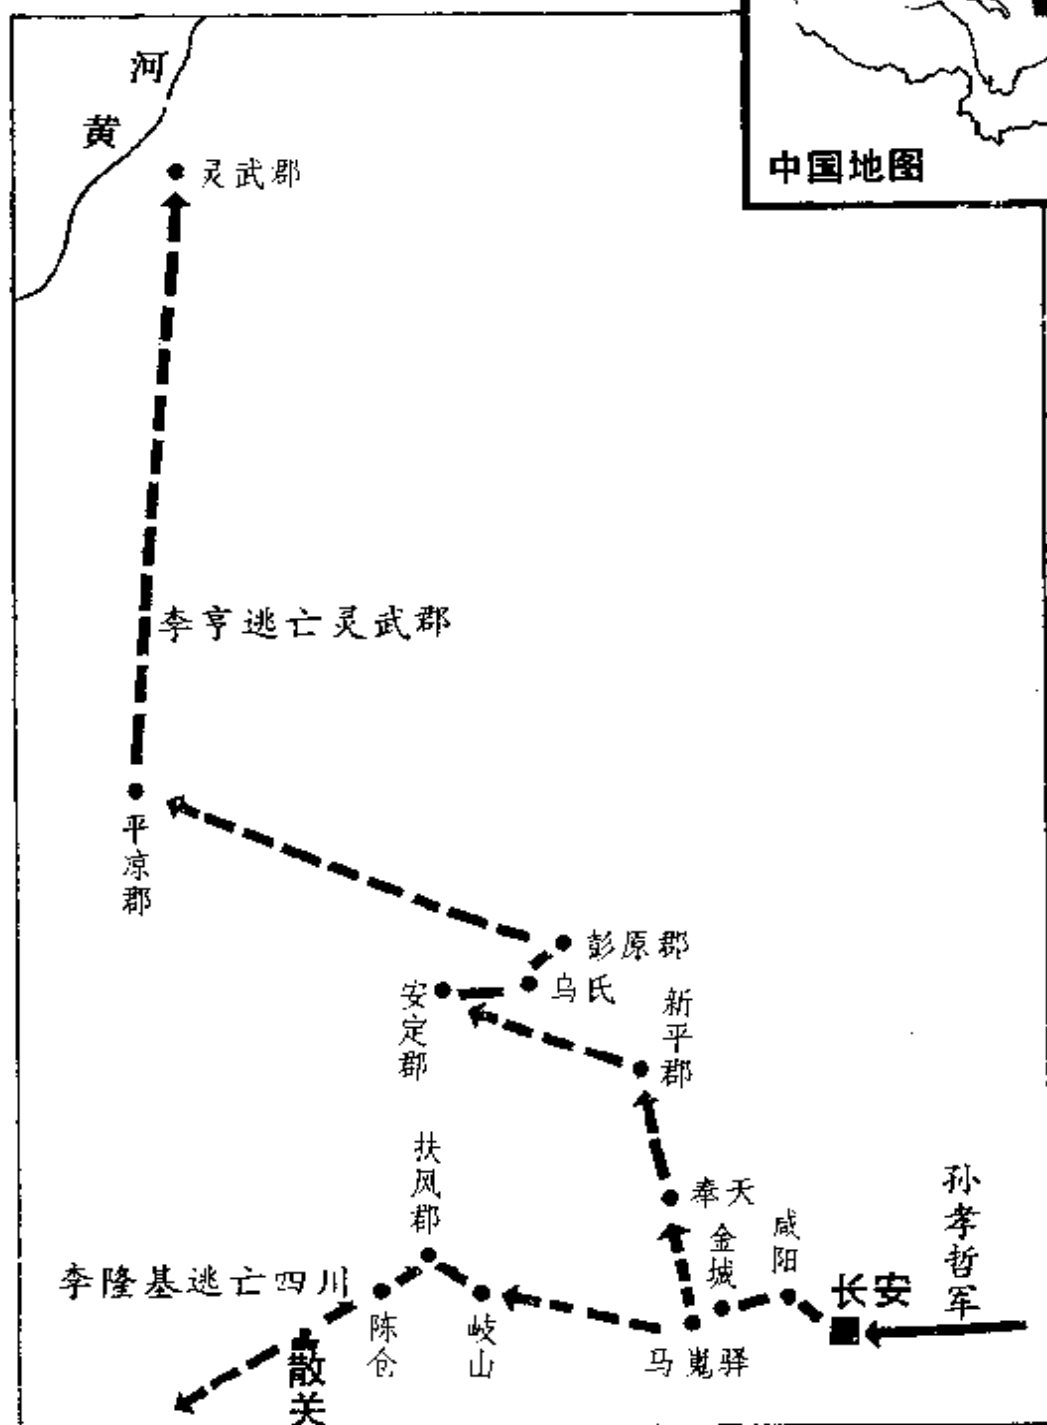 中国地图
黄河
灵武郡
李亨逃亡灵武郡
平凉郡
彭原郡
乌氏
安定郡
新平郡
奉天
扶风郡
金城
咸阳
孙孝哲军
长安
李隆基逃亡四川
陈仓
岐山
马嵬驿
散关